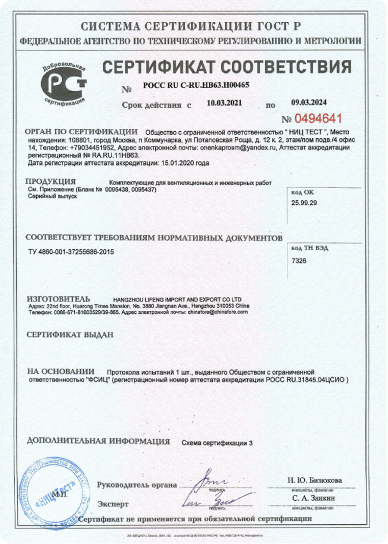 СИСТЕМА СЕРТИФИКАЦИИ ГОСТ Р
ФЕДЕРАЛЬНОЕ АГЕНТСТВО ПО ТЕХНИЧЕСКОМУ РЕГУЛИРОВАНИЮ И МЕТРОЛОГИИ
Добровольная
сертификация
СЕРТИФИКАТ СООТВЕТСТВИЯ
№ РОСС RU C-RU.HB63.H00465
Срок действия с 10.03.2021 по 09.03.2024
№ 0494641
ОРГАН ПО СЕРТИФИКАЦИИ Общество с ограниченной ответственностью " НИЦ ТЕСТ ", Место
нахождения: 108801, город Москва, п Коммунарка, ул Потаповская Роща, д. 12 к. 2, этаж/пом подв./4 офис
14, Телефон: +79034451952, Адрес электронной почты: onenkaprosm@yandex.ru, Аттестат аккредитации
регистрационный № RA.RU.11HB63.
Дата регистрации аттестата аккредитации: 15.01.2020 года
ПРОДУКЦИЯ Комплектующие для вентиляционных и инженерных работ
См. Приложение (Бланк № 0095438, 0095437)
Серийный выпуск
код ОК
25.99.29
СООТВЕТСТВУЕТ ТРЕБОВАНИЯМ НОРМАТИВНЫХ ДОКУМЕНТОВ
ТУ 4860-001-37255686-2015
код ТН ВЭД
7326
ИЗГОТОВИТЕЛЬ HANGZHOU LIFENG IMPORT AND EXPORT CO LTD
Адрес: 22nd floor, Huarong Times Mansion, No. 3880 Jiangnan Ave., Hangzhou 310053 China
Телефон: 0086-571-81603529/39-865. Адрес электронной почты: chinafore@chinafore.com
СЕРТИФИКАТ ВЫДАН
НА ОСНОВАНИИ Протокола испытаний 1 шт., выданного Обществом с ограниченной
ответственностью "ФСИЦ" (регистрационный номер аттестата аккредитации РОСС RU.31845.04ЦСИО )
ДОПОЛНИТЕЛЬНАЯ ИНФОРМАЦИЯ Схема сертификации 3
"НИЦ Тест"
М.П.
Руководитель органа
подпись
Н. Ю. Бизюкова
инициалы, фамилия
Эксперт
подпись
С. А. Заикин
инициалы, фамилия
Сертификат не применяется при обязательной сертификации